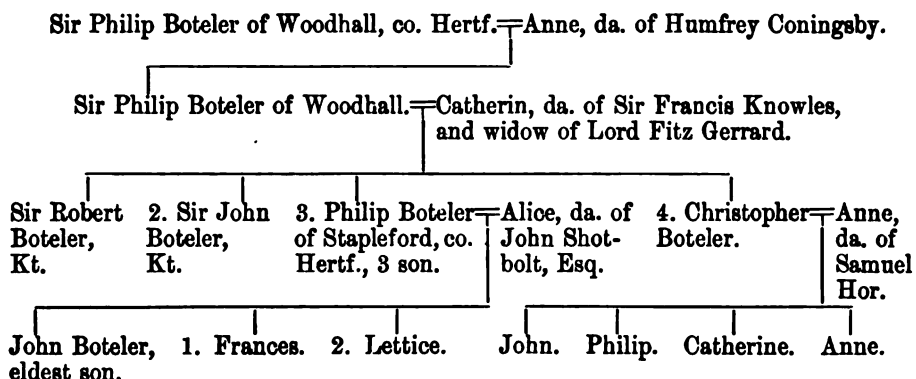 Sir Philip Boteler of Woodhall, co. Hertf.=Anne, da. of Humfrey Coningsby.
Sir Philip Boteler of Woodhall.=Catherin, da. of Sir Francis Knowles,
and widow of Lord Fitz Gerrard.
Sir Robert
Boteler,
Kt.
2. Sir John
Boteler,
Kt.
3. Philip Boteler=
of Stapleford, co.
Hertf., 3 son.
Alice, da. of
John Shot-
bolt, Esq.
4. Christopher=
Boteler.
Anne,
da. of
Samuel
Hor.
John Boteler,
eldest son.
1. Frances.
2. Lettice.
John.
Philip.
Catherine.
Anne.